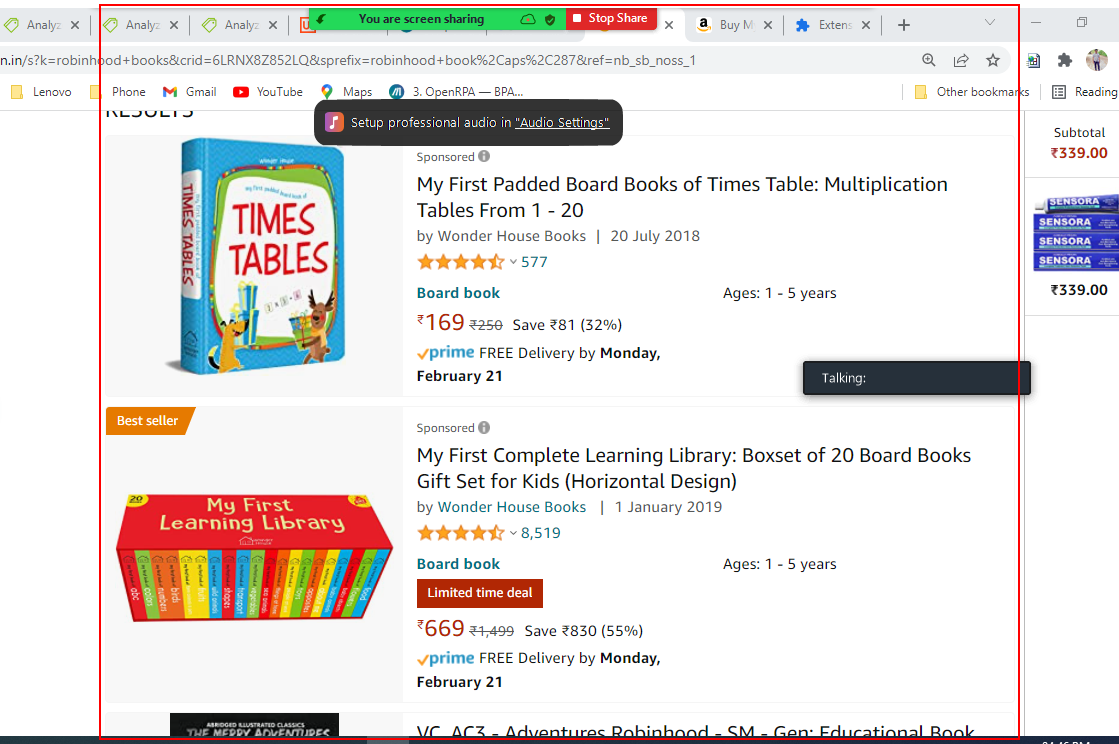 Analyz
Analyz
Analyz
You are screen sharing
Stop Share
Buy M
Extens
n.in/s?k=robinhood+books&crid=6LRNX8Z852LQ&sprefix=robinhood+book%2Caps%2C287&ref=nb_sb_noss_1
Lenovo
Phone
Gmail
YouTube
Maps
3. OpenRPA — BPA...
Other bookmarks
Reading
RESULTS
Setup professional audio in "Audio Settings"
Subtotal
₹339.00
SENSORA
SENSORA
SENSORA
SENSORA
₹339.00
TIMES TABLES
my first padded board book of
TIMES
TABLES
Sponsored
My First Padded Board Books of Times Table: Multiplication
Tables From 1 - 20
by Wonder House Books | 20 July 2018
577
Board book
Ages: 1 - 5 years
₹169 ₹250 Save ₹81 (32%)
prime FREE Delivery by Monday,
February 21
Talking:
Best seller
20
My First
Learning Library
Sponsored
My First Complete Learning Library: Boxset of 20 Board Books
Gift Set for Kids (Horizontal Design)
by Wonder House Books | 1 January 2019
8,519
Board book
Ages: 1 - 5 years
Limited time deal
₹669 ₹1,499 Save ₹830 (55%)
prime FREE Delivery by Monday,
February 21
ABRIDGED ILLUSTRATED CLASSICS
THE MERRY ADVENTURES
VC_AC3 - Adventures Robinhood - SM - Gen: Educational Book